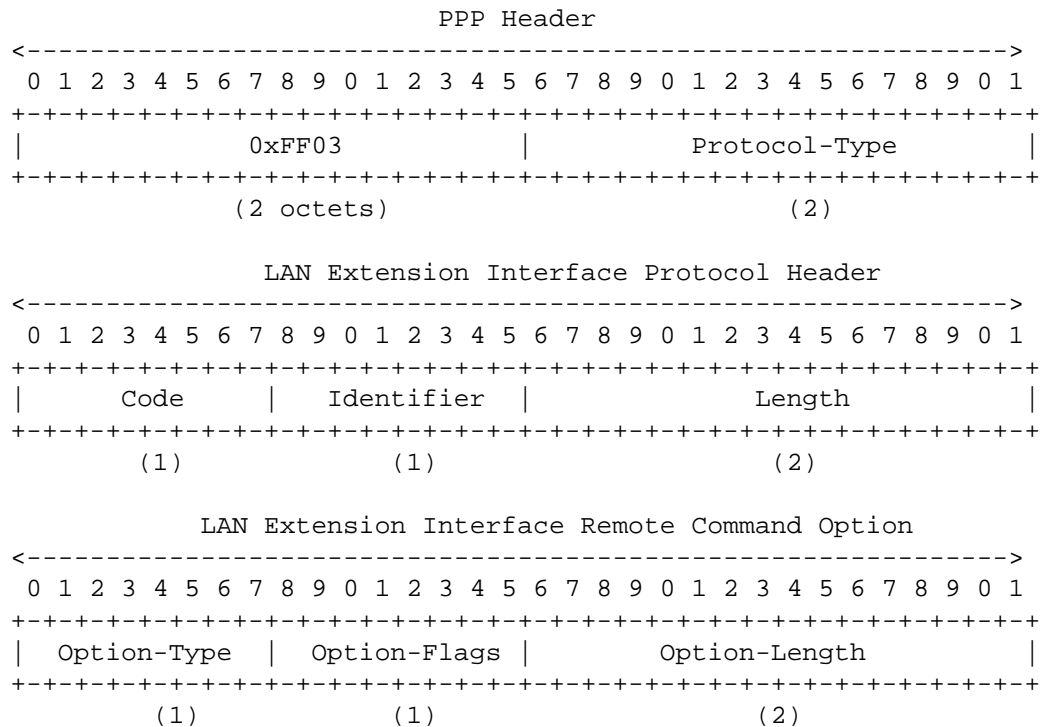 PPP Header
<--------------------------------------------------------------->
0 1 2 3 4 5 6 7 8 9 0 1 2 3 4 5 6 7 8 9 0 1 2 3 4 5 6 7 8 9 0 1
+-+-+-+-+-+-+-+-+-+-+-+-+-+-+-+-+-+-+-+-+-+-+-+-+-+-+-+-+-+-+-+-+
| 0xFF03 | Protocol-Type |
+-+-+-+-+-+-+-+-+-+-+-+-+-+-+-+-+-+-+-+-+-+-+-+-+-+-+-+-+-+-+-+-+
(2 octets) (2)
LAN Extension Interface Protocol Header
<--------------------------------------------------------------->
0 1 2 3 4 5 6 7 8 9 0 1 2 3 4 5 6 7 8 9 0 1 2 3 4 5 6 7 8 9 0 1
+-+-+-+-+-+-+-+-+-+-+-+-+-+-+-+-+-+-+-+-+-+-+-+-+-+-+-+-+-+-+-+-+
| Code | Identifier | Length |
+-+-+-+-+-+-+-+-+-+-+-+-+-+-+-+-+-+-+-+-+-+-+-+-+-+-+-+-+-+-+-+-+
(1) (1) (2)
LAN Extension Interface Remote Command Option
<--------------------------------------------------------------->
0 1 2 3 4 5 6 7 8 9 0 1 2 3 4 5 6 7 8 9 0 1 2 3 4 5 6 7 8 9 0 1
+-+-+-+-+-+-+-+-+-+-+-+-+-+-+-+-+-+-+-+-+-+-+-+-+-+-+-+-+-+-+-+-+
| Option-Type | Option-Flags | Option-Length |
+-+-+-+-+-+-+-+-+-+-+-+-+-+-+-+-+-+-+-+-+-+-+-+-+-+-+-+-+-+-+-+-+
(1) (1) (2)